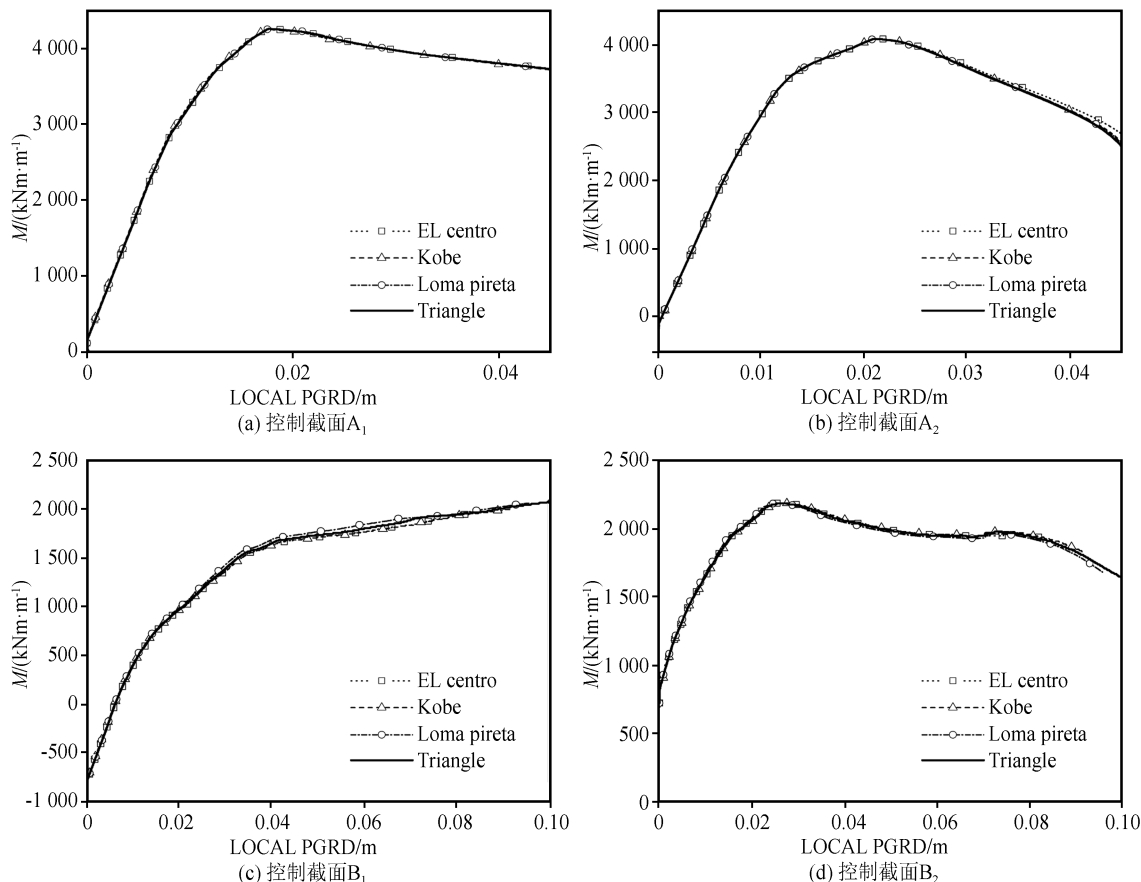 4 000
3 000
2 000
1 000
0
M/(kNm·m⁻¹)
EL centro
Kobe
Loma pireta
Triangle
0
0.02
0.04
LOCAL PGRD/m
(a) 控制截面A₁
4 000
3 000
2 000
1 000
0
M/(kNm·m⁻¹)
EL centro
Kobe
Loma pireta
Triangle
0
0.01
0.02
0.03
0.04
LOCAL PGRD/m
(b) 控制截面A₂
2 500
2 000
1 500
1 000
500
0
-500
-1 000
M/(kNm·m⁻¹)
EL centro
Kobe
Loma pireta
Triangle
0
0.02
0.04
0.06
0.08
0.10
LOCAL PGRD/m
(c) 控制截面B₁
2 500
2 000
1 500
1 000
500
0
M/(kNm·m⁻¹)
EL centro
Kobe
Loma pireta
Triangle
0
0.02
0.04
0.06
0.08
0.10
LOCAL PGRD/m
(d) 控制截面B₂